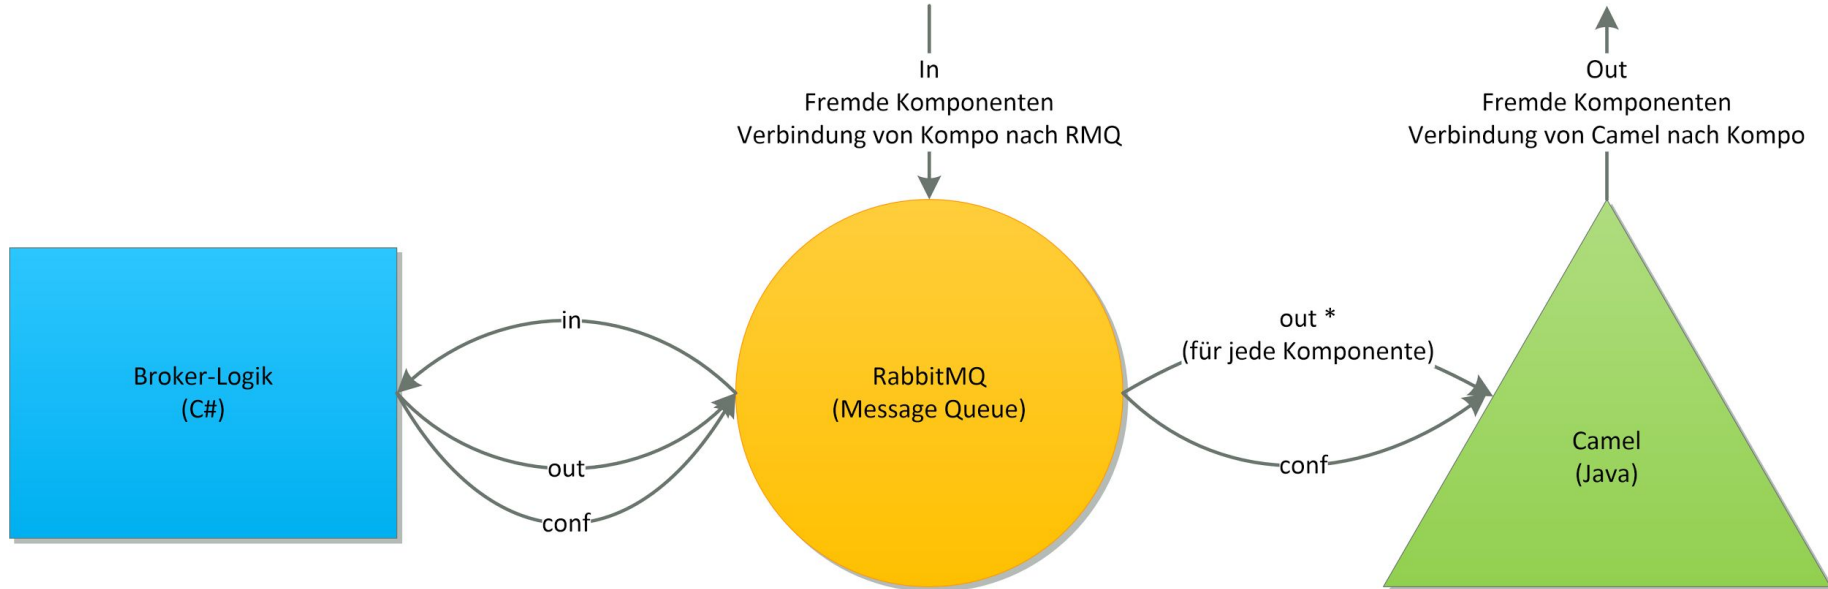 In
Fremde Komponenten
Verbindung von Kompo nach RMQ
Out
Fremde Komponenten
Verbindung von Camel nach Kompo
Broker-Logik
(C#)
in
out
conf
RabbitMQ
(Message Queue)
out *
(für jede Komponente)
conf
Camel
(Java)